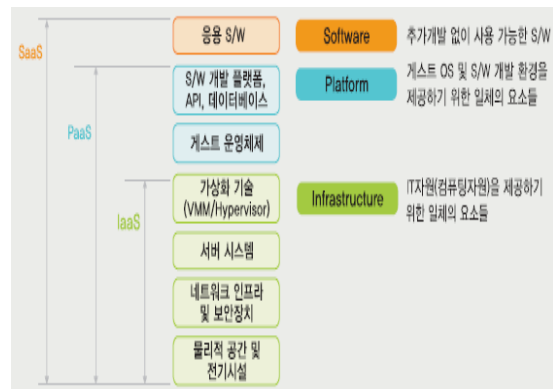 SaaS
PaaS
IaaS
응용 S/W
S/W 개발 플랫폼,
API, 데이터베이스
게스트 운영체제
가상화 기술
(VMM/Hypervisor)
서버 시스템
네트워크 인프라
및 보안장치
물리적 공간 및
전기시설
Software
추가개발 없이 사용 가능한 S/W
Platform
게스트 OS 및 S/W 개발 환경을
제공하기 위한 일체의 요소들
Infrastructure
IT자원(컴퓨팅자원)을 제공하기
위한 일체의 요소들